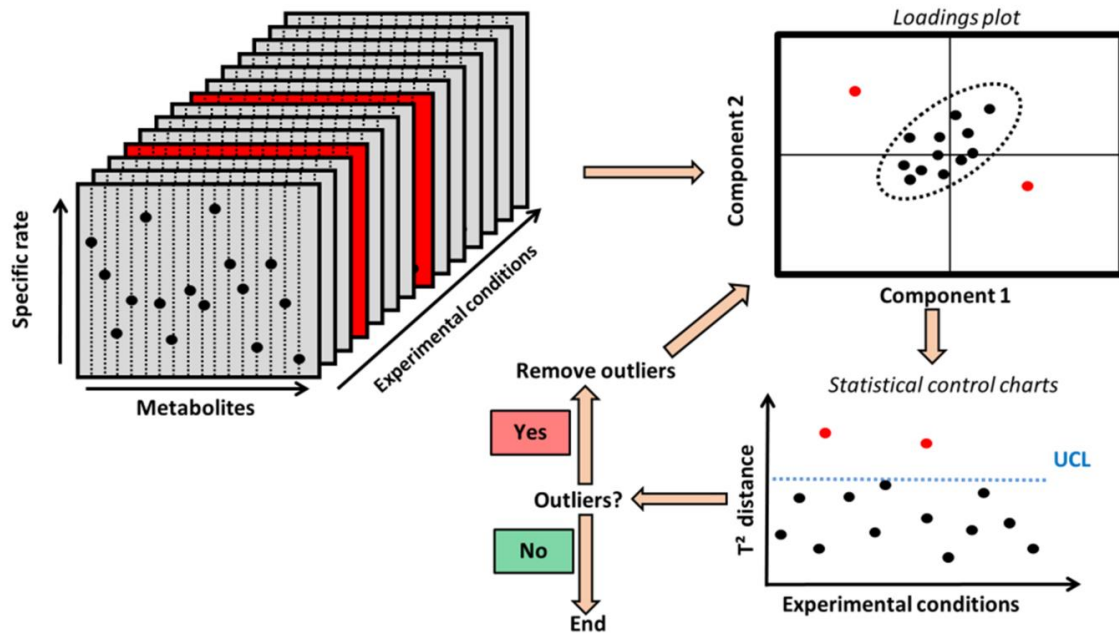 Loadings plot
Component 2
Component 1
Specific rate
Metabolites
Experimental conditions
Remove outliers
Yes
Outliers?
No
End
Statistical control charts
UCL
T² distance
Experimental conditions